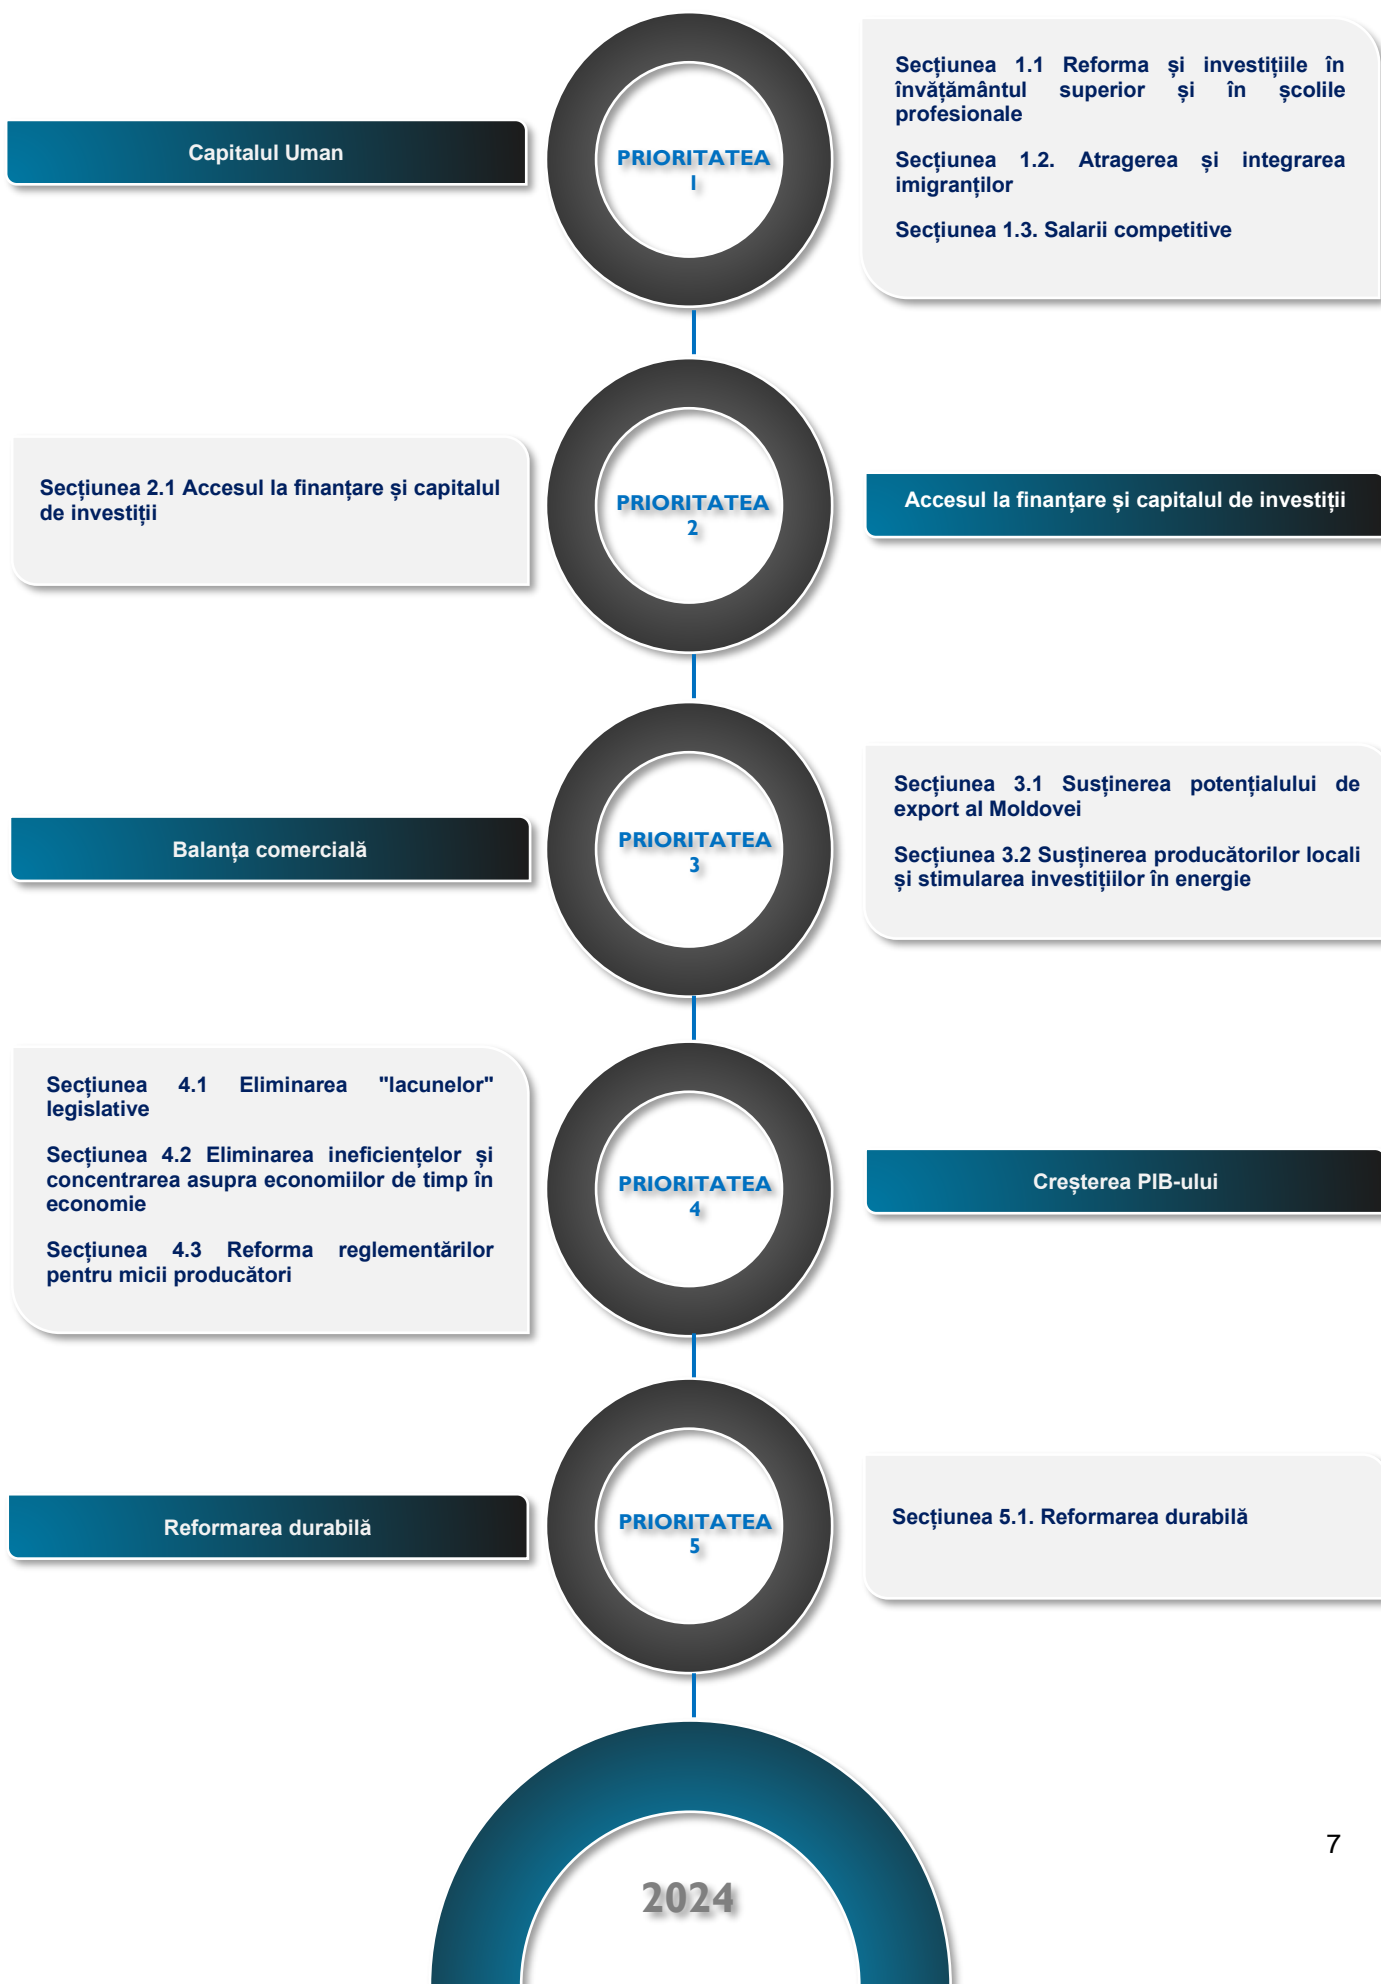 Capitalul Uman
PRIORITATEA
1
Secțiunea 1.1 Reforma și investițiile în
învățământul superior și în școlile
profesionale
Secțiunea 1.2. Atragerea și integrarea
imigranților
Secțiunea 1.3. Salarii competitive
Secțiunea 2.1 Accesul la finanțare și capitalul
de investiții
PRIORITATEA
2
Accesul la finanțare și capitalul de investiții
Balanța comercială
PRIORITATEA
3
Secțiunea 3.1 Susținerea potențialului de
export al Moldovei
Secțiunea 3.2 Susținerea producătorilor locali
și stimularea investițiilor în energie
Secțiunea 4.1 Eliminarea "lacunelor"
legislative
Secțiunea 4.2 Eliminarea ineficiențelor și
concentrarea asupra economiilor de timp în
economie
Secțiunea 4.3 Reforma reglementărilor
pentru micii producători
PRIORITATEA
4
Creșterea PIB-ului
Reformarea durabilă
PRIORITATEA
5
Secțiunea 5.1. Reformarea durabilă
7
2024